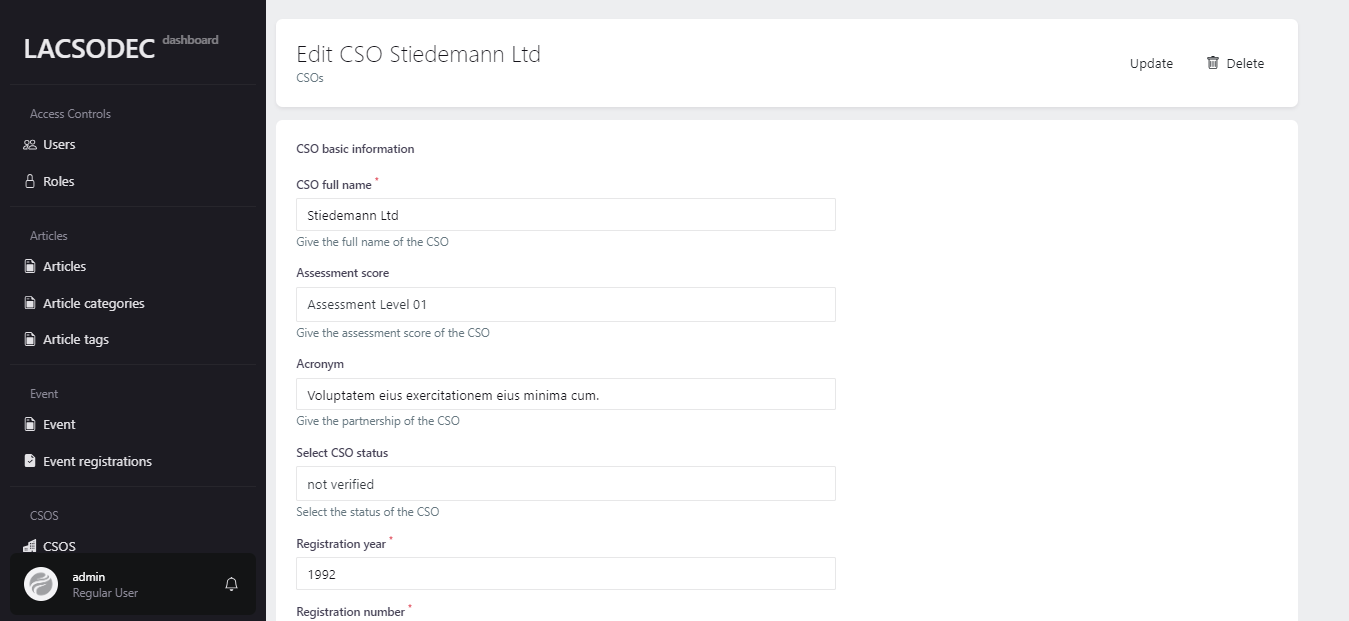 LACSODEC dashboard
Access Controls
Users
Roles
Articles
Articles
Article categories
Article tags
Event
Event
Event registrations
CSOS
CSOS
admin
Regular User
Edit CSO Stiedemann Ltd
CSOs
Update
Delete
CSO basic information
CSO full name *
Stiedemann Ltd
Give the full name of the CSO
Assessment score
Assessment Level 01
Give the assessment score of the CSO
Acronym
Voluptatem eius exercitationem eius minima cum.
Give the partnership of the CSO
Select CSO status
not verified
Select the status of the CSO
Registration year *
1992
Registration number *